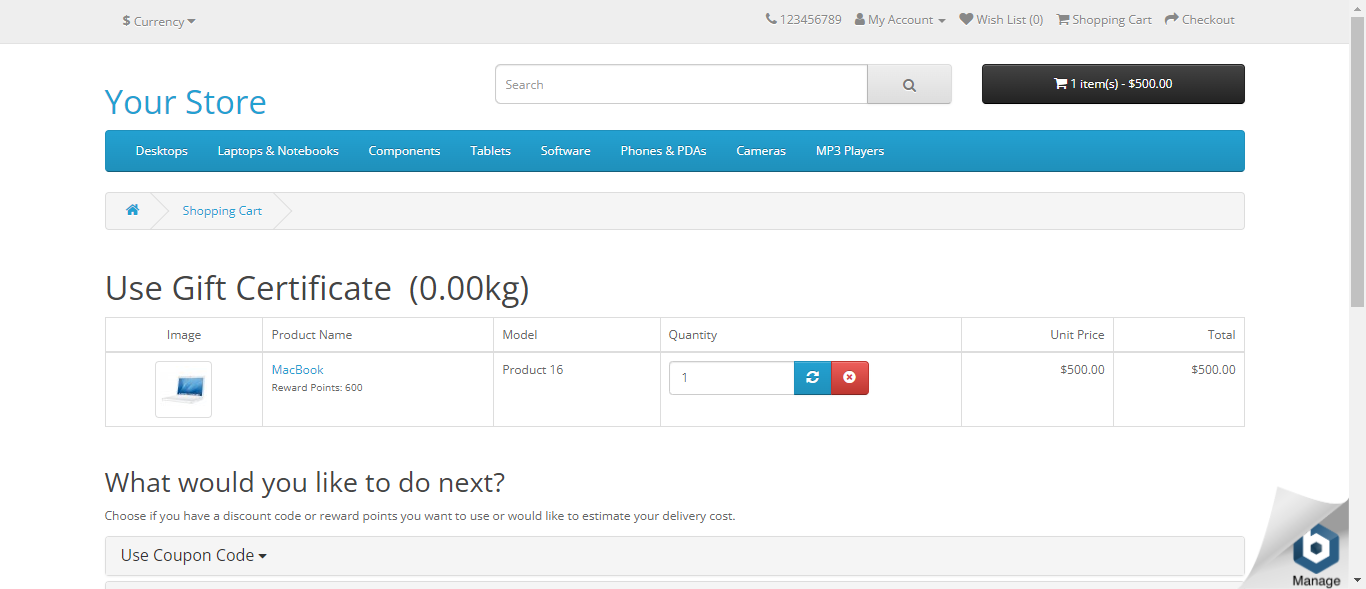 $ Currency
123456789 My Account Wish List (0) Shopping Cart Checkout
Your Store
Search
1 item(s) - $500.00
Desktops Laptops & Notebooks Components Tablets Software Phones & PDAs Cameras MP3 Players
Shopping Cart
Use Gift Certificate (0.00kg)
Image Product Name Model Quantity Unit Price Total
MacBook Product 16 1 $500.00 $500.00
Reward Points: 600
What would you like to do next?
Choose if you have a discount code or reward points you want to use or would like to estimate your delivery cost.
Use Coupon Code
b
Manage